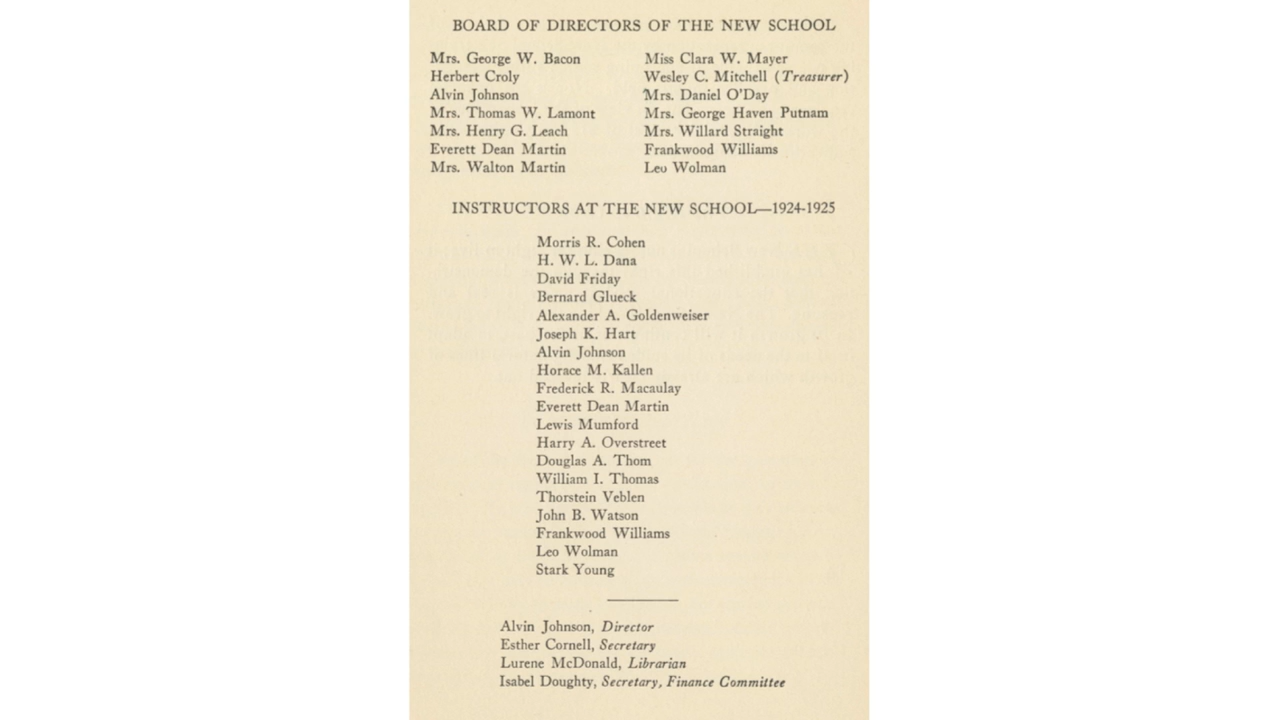 BOARD OF DIRECTORS OF THE NEW SCHOOL
Mrs. George W. Bacon
Herbert Croly
Alvin Johnson
Mrs. Thomas W. Lamont
Mrs. Henry G. Leach
Everett Dean Martin
Mrs. Walton Martin
Miss Clara W. Mayer
Wesley C. Mitchell (Treasurer)
Mrs. Daniel O'Day
Mrs. George Haven Putnam
Mrs. Willard Straight
Frankwood Williams
Leo Wolman
INSTRUCTORS AT THE NEW SCHOOL—1924-1925
Morris R. Cohen
H. W. L. Dana
David Friday
Bernard Glueck
Alexander A. Goldenweiser
Joseph K. Hart
Alvin Johnson
Horace M. Kallen
Frederick R. Macaulay
Everett Dean Martin
Lewis Mumford
Harry A. Overstreet
Douglas A. Thom
William I. Thomas
Thorstein Veblen
John B. Watson
Frankwood Williams
Leo Wolman
Stark Young
Alvin Johnson, Director
Esther Cornell, Secretary
Lurene McDonald, Librarian
Isabel Doughty, Secretary, Finance Committee